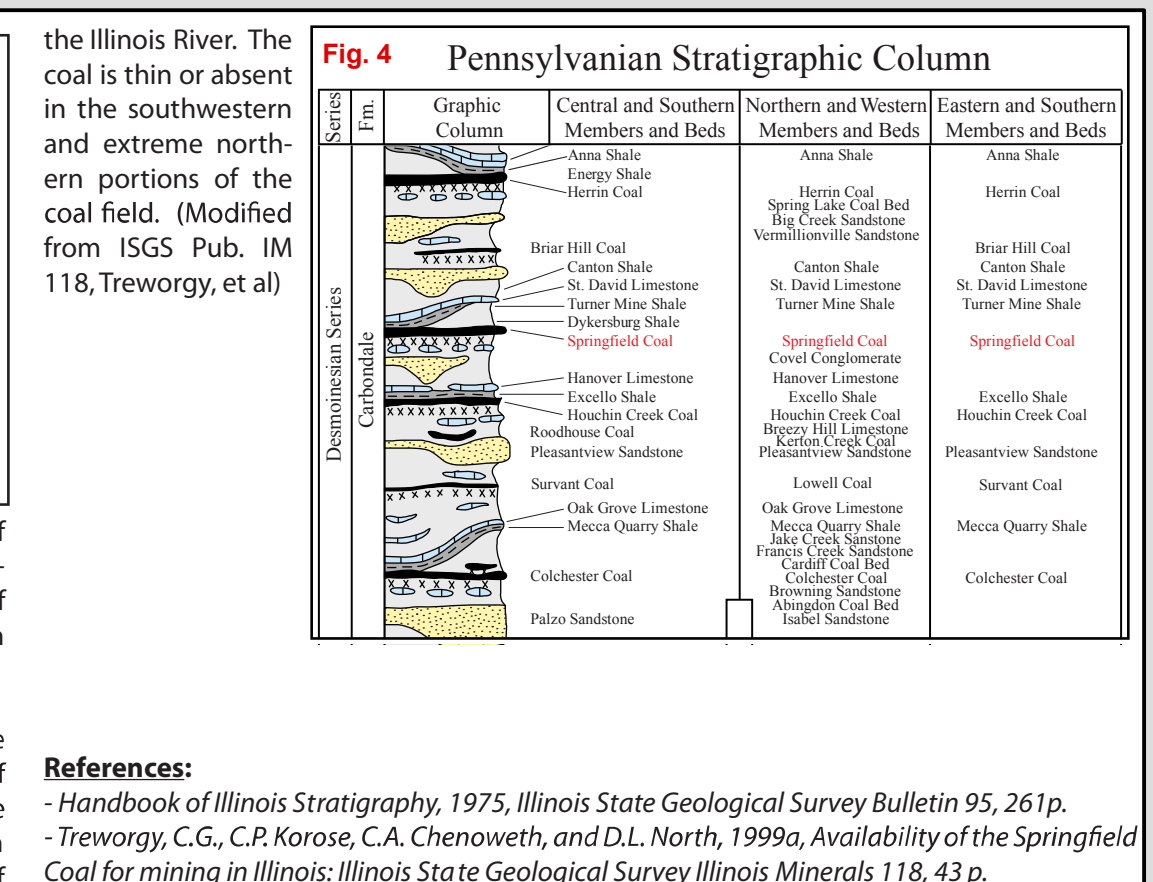 the Illinois River. The
coal is thin or absent
in the southwestern
and extreme north-
ern portions of the
coal field. (Modified
from ISGS Pub. IM
118, Treworgy, et al)
Fig. 4
Pennsylvanian Stratigraphic Column
Series
Fm.
Graphic
Column
Central and Southern
Members and Beds
Northern and Western
Members and Beds
Eastern and Southern
Members and Beds
Desmoinesian Series
Carbondale
Anna Shale
Energy Shale
Herrin Coal
Briar Hill Coal
Canton Shale
St. David Limestone
Turner Mine Shale
Dykersburg Shale
Springfield Coal
Hanover Limestone
Excello Shale
Houchin Creek Coal
Roodhouse Coal
Pleasantview Sandstone
Survant Coal
Oak Grove Limestone
Mecca Quarry Shale
Colchester Coal
Palzo Sandstone
Anna Shale
Herrin Coal
Spring Lake Coal Bed
Big Creek Sandstone
Vermillionville Sandstone
Canton Shale
St. David Limestone
Turner Mine Shale
Springfield Coal
Covel Conglomerate
Hanover Limestone
Excello Shale
Houchin Creek Coal
Breezy Hill Limestone
Kerton Creek Coal
Pleasantview Sandstone
Lowell Coal
Oak Grove Limestone
Mecca Quarry Shale
Jake Creek Sanstone
Francis Creek Sandstone
Cardiff Coal Bed
Colchester Coal
Browning Sandstone
Abingdon Coal Bed
Isabel Sandstone
Anna Shale
Herrin Coal
Briar Hill Coal
Canton Shale
St. David Limestone
Turner Mine Shale
Springfield Coal
Excello Shale
Houchin Creek Coal
Pleasantview Sandstone
Survant Coal
Mecca Quarry Shale
Colchester Coal
References:
- Handbook of Illinois Stratigraphy, 1975, Illinois State Geological Survey Bulletin 95, 261p.
- Treworgy, C.G., C.P. Korose, C.A. Chenoweth, and D.L. North, 1999a, Availability of the Springfield
Coal for mining in Illinois: Illinois State Geological Survey Illinois Minerals 118, 43 p.